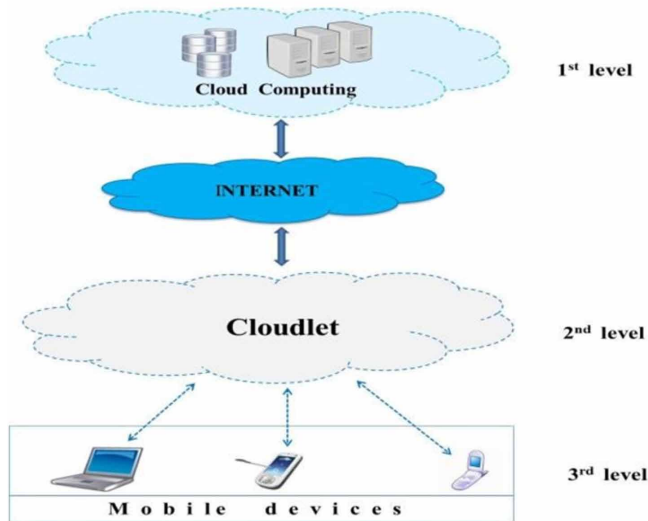 Cloud Computing
1st level
INTERNET
Cloudlet
2nd level
3rd level
Mobile devices